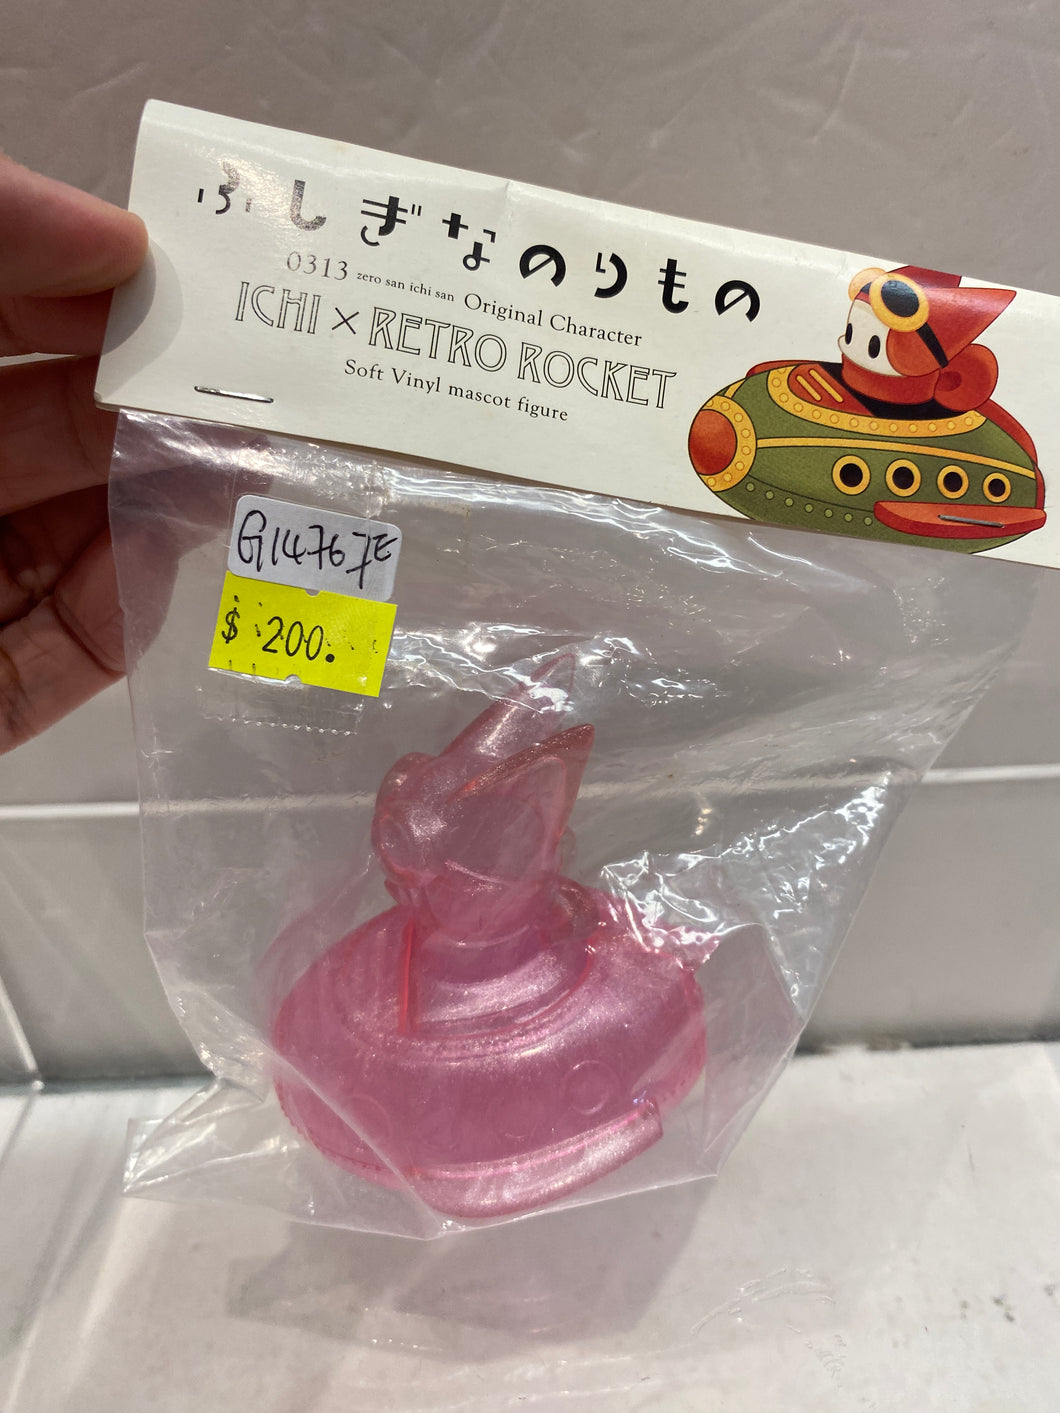 ふしぎなのりもの
0313 zero san ichi san Original Character
ICHI × RETRO ROCKET
Soft Vinyl mascot figure
$ 200.